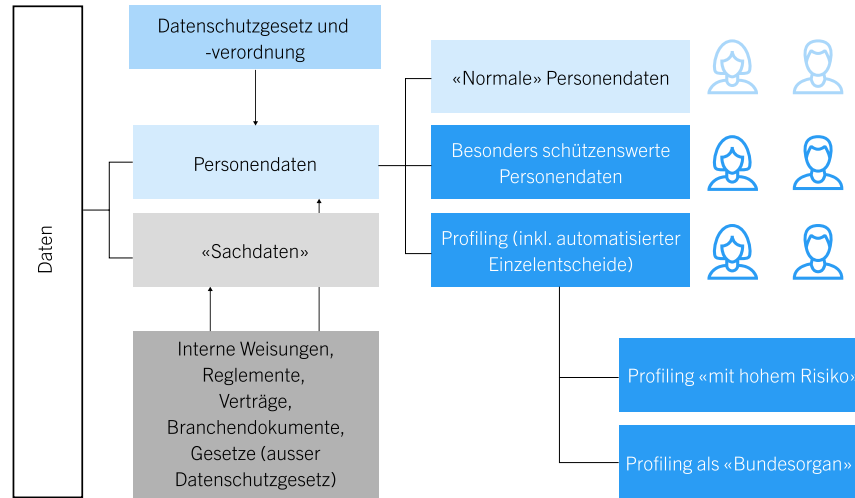 Daten
Datenschutzgesetz und
-verordnung
Personendaten
«Sachdaten»
Interne Weisungen,
Reglemente,
Verträge,
Branchendokumente,
Gesetze (ausser
Datenschutzgesetz)
«Normale» Personendaten
Besonders schützenswerte
Personendaten
Profiling (inkl. automatisierter
Einzelentscheide)
Profiling «mit hohem Risiko»
Profiling als «Bundesorgan»